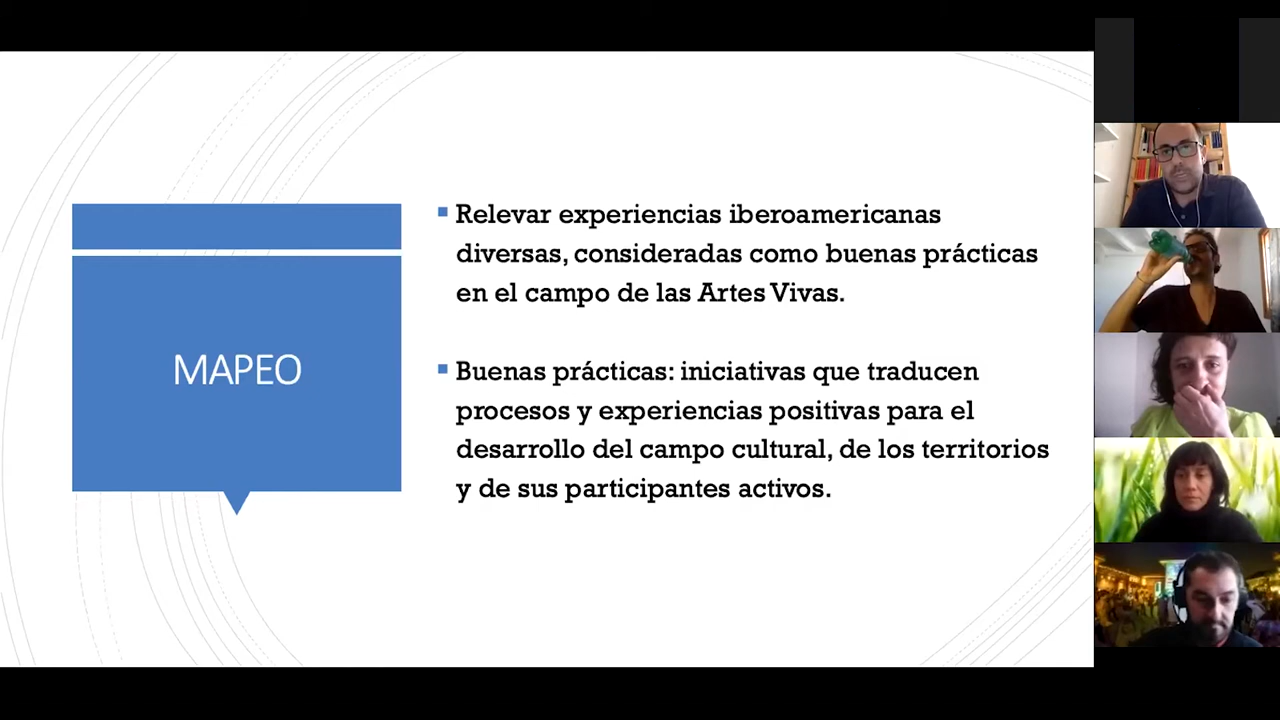 MAPEO
Relevar experiencias iberoamericanas
diversas, consideradas como buenas prácticas
en el campo de las Artes Vivas.
Buenas prácticas: iniciativas que traducen
procesos y experiencias positivas para el
desarrollo del campo cultural, de los territorios
y de sus participantes activos.